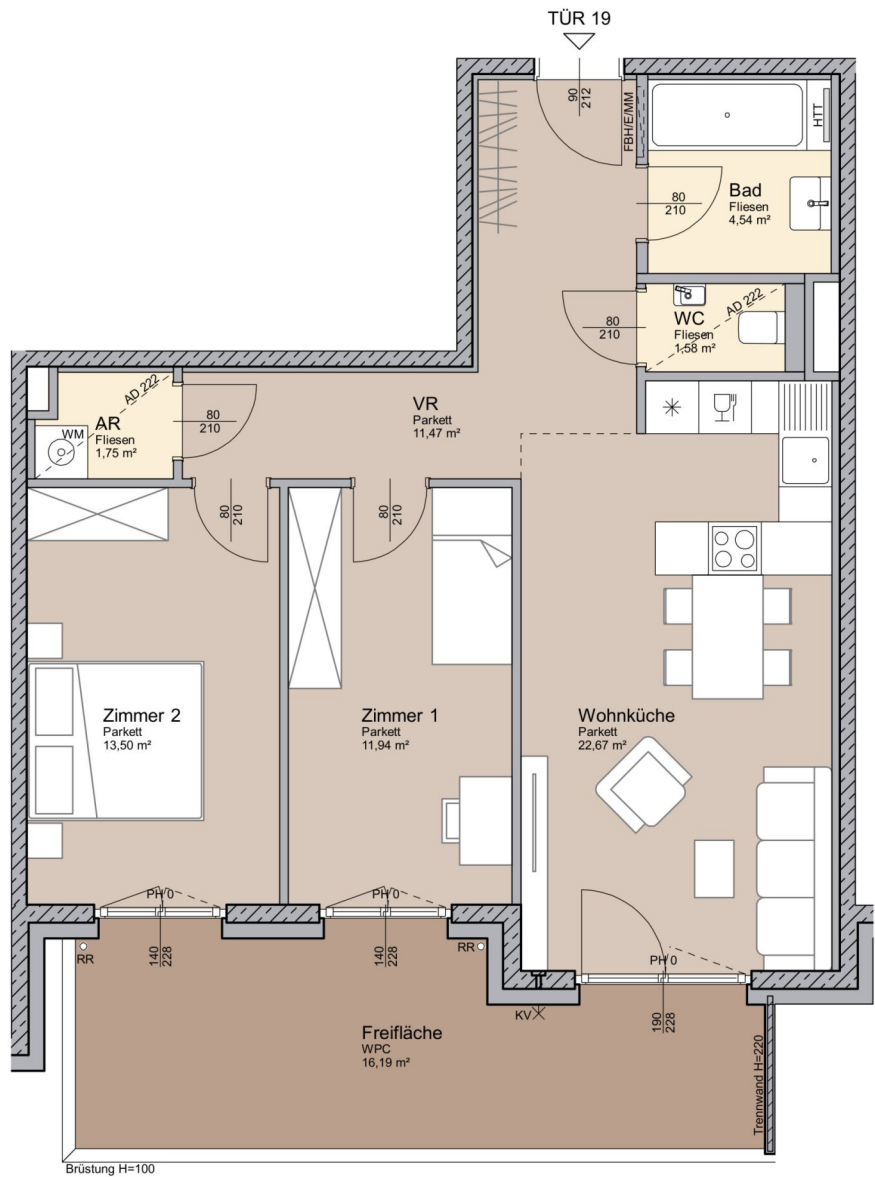 TÜR 19
90
212
FBH/E/MM
HTT
80
210
Bad
Fliesen
4,54 m²
80
210
WC
Fliesen
1,58 m²
AD 222
AD 222
AR
Fliesen
1,75 m²
WM
80
210
VR
Parkett
11,47 m²
80
210
80
210
Zimmer 2
Parkett
13,50 m²
Zimmer 1
Parkett
11,94 m²
Wohnküche
Parkett
22,67 m²
PH 0
PH 0
PH 0
RR
140
228
140
228
RR
KV
190
228
Freifläche
WPC
16,19 m²
Trennwand H=220
Brüstung H=100